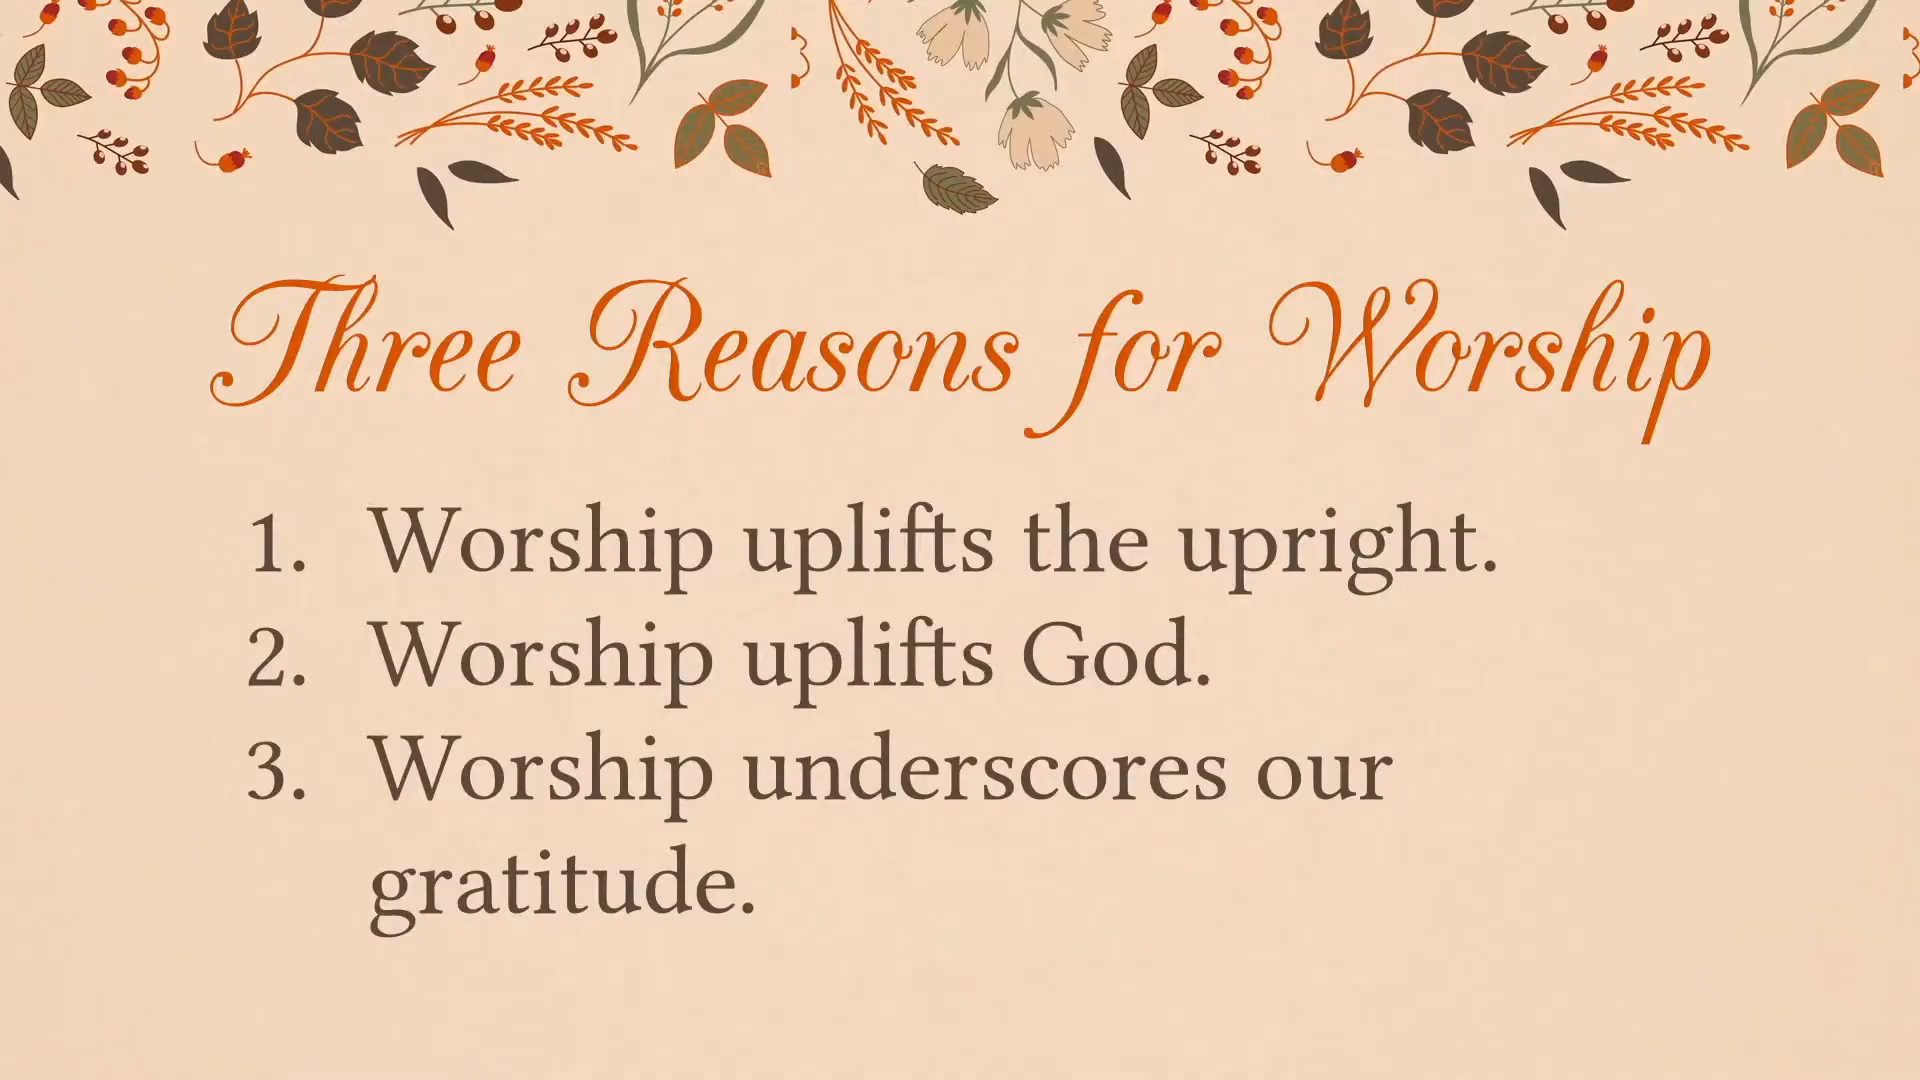 Three Reasons for Worship
1. Worship uplifts the upright.
2. Worship uplifts God.
3. Worship underscores our
gratitude.